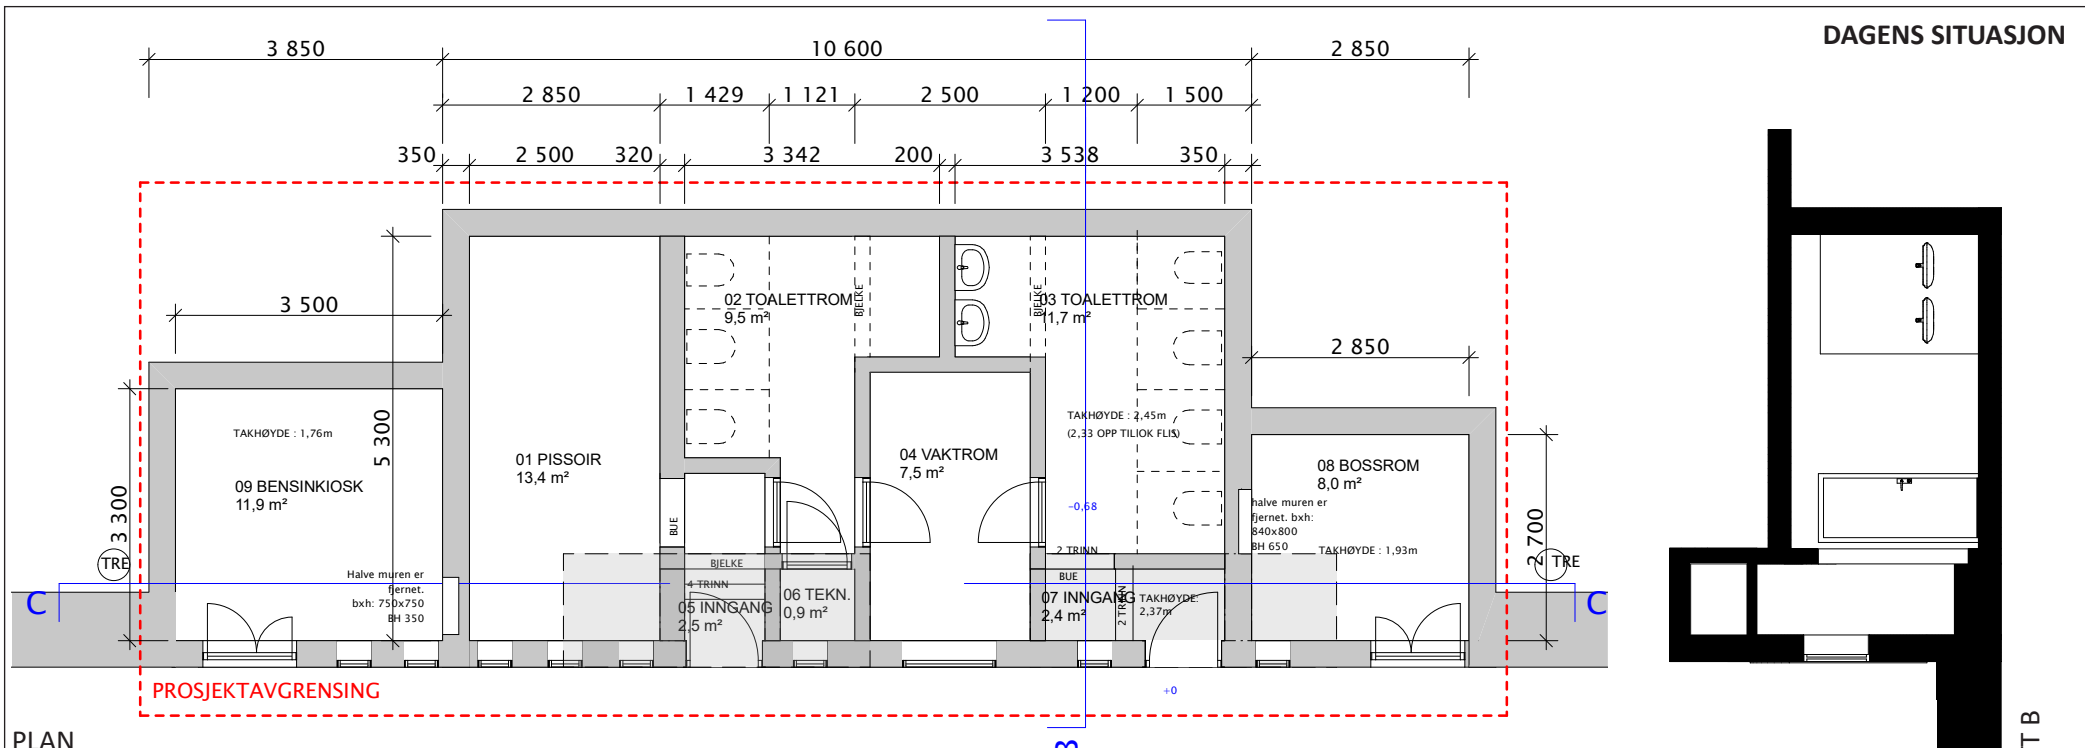 DAGENS SITUASJON
3 850
10 600
2 850
2 850
1 429
1 121
2 500
1 200
1 500
350
2 500
320
3 342
200
3 538
350
3 500
5 300
3 300
2 850
2 700
02 TOALETTROM
9,5 m²
BJELKE
BJELKE
03 TOALETTROM
11,7 m²
TAKHØYDE : 1,76m
TAKHØYDE : 2,45m
(2,33 OPP TIL OK FLIS)
01 PISSOIR
13,4 m²
04 VAKTROM
7,5 m²
08 BOSSROM
8,0 m²
09 BENSINKIOSK
11,9 m²
halve muren er
fjernet. bxh:
840x800
BH 650
TAKHØYDE : 1,93m
-0,68
BUE
2 TRINN
TRE
TRE
Halve muren er
fjernet.
bxh: 750x750
BH 350
BJELKE
4 TRINN
05 INNGANG
2,5 m²
06 TEKN.
0,9 m²
BUE
07 INNGANG
2,4 m²
2 TRINN
TAKHØYDE:
2,37m
C
C
PROSJEKTAVGRENSING
+0
PLAN
B
T B